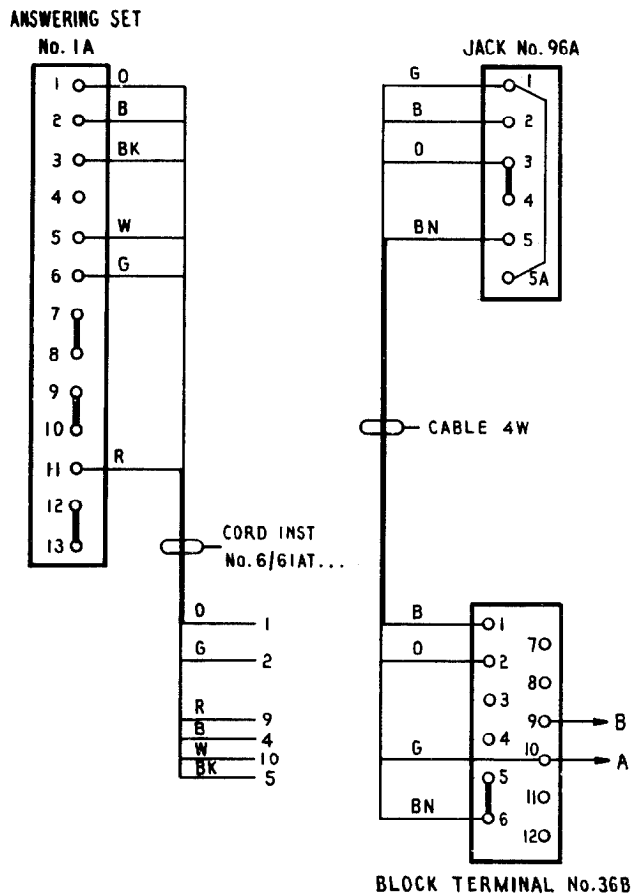 ANSWERING SET
No. 1A
1 O
2 B
3 BK
4
5 W
6 G
7
8
9
10
11 R
12
13
CORD INST
No.6/61AT...
O 1
G 2
R 9
B 4
W 10
BK 5
JACK No. 96A
G 1
B 2
O 3
4
BN 5
5A
CABLE 4W
B 1
7
O 2
8
3
9 B
4
G 10 A
5
11
BN 6
12
BLOCK TERMINAL No.36B